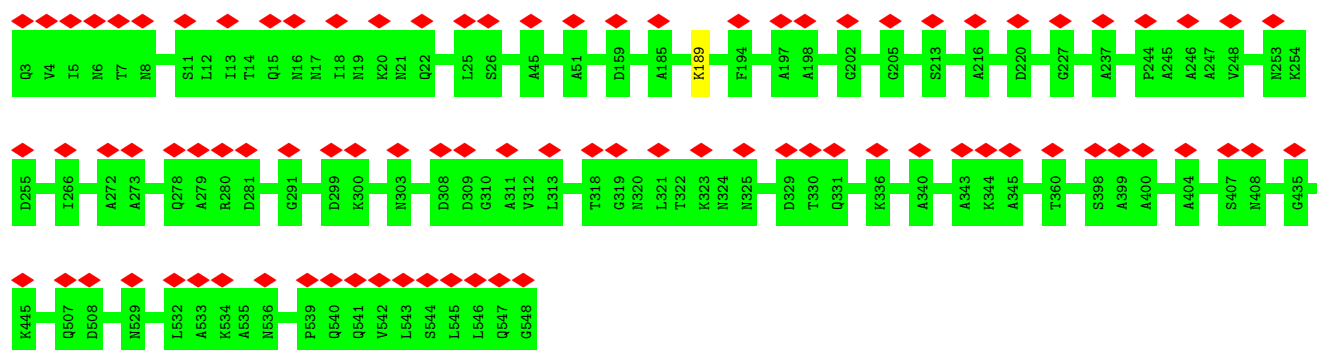 Q3 V4 I5 N6 T7 N8 S11 L12 I13 T14 Q15 N16 N17 I18 N19 K20 N21 Q22 L25 S26 A45 A51 D159 A185 K189 F194 A197 A198 G202 G205 S213 A216 D220 G227 A237 P244 A245 A246 A247 V248 N253 K254
D255 I266 A272 A273 Q278 A279 R280 D281 G291 D299 K300 N303 D308 D309 G310 A311 V312 L313 T318 G319 N320 L321 T322 K323 N324 N325 D329 T330 Q331 K336 A340 A343 K344 A345 T360 S398 A399 A400 A404 S407 N408 G435
K445 Q507 D508 N529 L532 A533 K534 A535 N536 P539 Q540 Q541 V542 L543 S544 L545 L546 Q547 G548